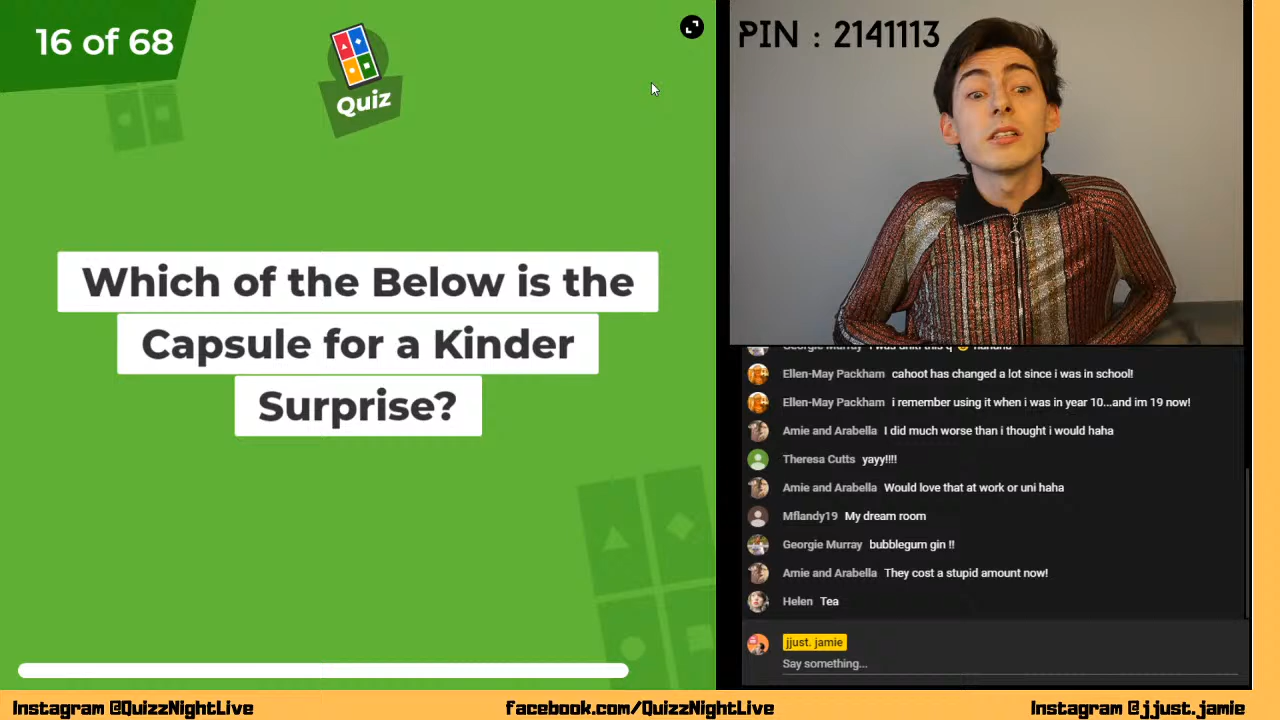 16 of 68
Quiz
Which of the Below is the
Capsule for a Kinder
Surprise?
PIN : 2141113
Georgie Murray
Ellen-May Packham cahoot has changed a lot since i was in school!
Ellen-May Packham i remember using it when i was in year 10...and im 19 now!
Amie and Arabella I did much worse than i thought i would haha
Theresa Cutts yayy!!!!
Amie and Arabella Would love that at work or uni haha
Mflandy19 My dream room
Georgie Murray bubblegum gin !!
Amie and Arabella They cost a stupid amount now!
Helen Tea
jjust. jamie
Say something...
Instagram @QuizzNightLive
facebook.com/QuizzNightLive
Instagram @jjust.jamie